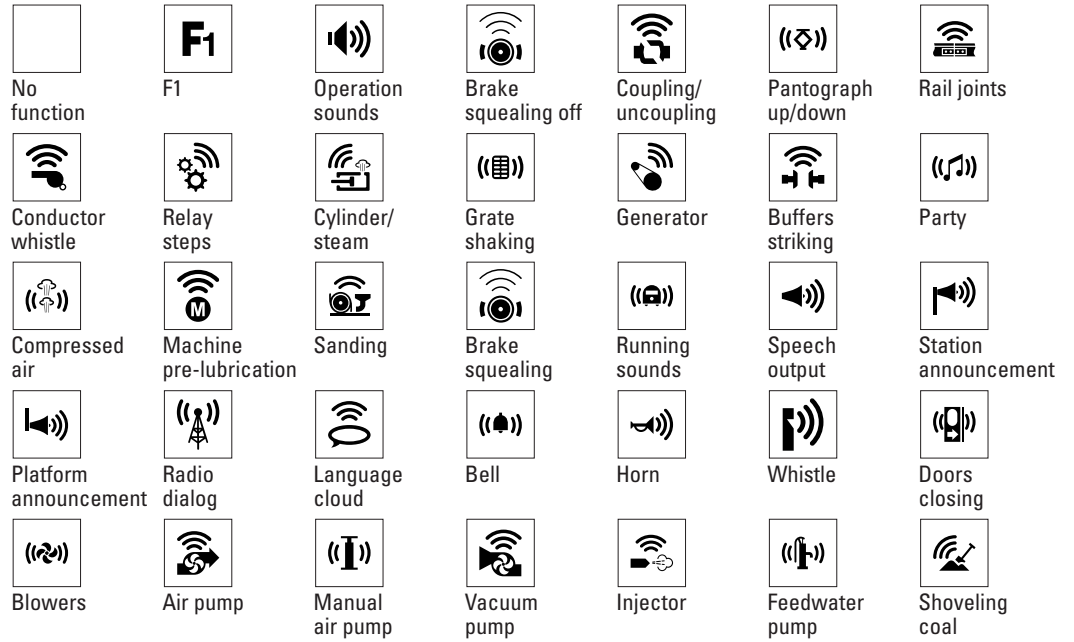 F1
No function
F1
Operation sounds
Brake squealing off
Coupling/ uncoupling
Pantograph up/down
Rail joints
Conductor whistle
Relay steps
Cylinder/ steam
Grate shaking
Generator
Buffers striking
Party
M
Compressed air
Machine pre-lubrication
Sanding
Brake squealing
Running sounds
Speech output
Station announcement
Platform announcement
Radio dialog
Language cloud
Bell
Horn
Whistle
Doors closing
Blowers
Air pump
Manual air pump
Vacuum pump
Injector
Feedwater pump
Shoveling coal